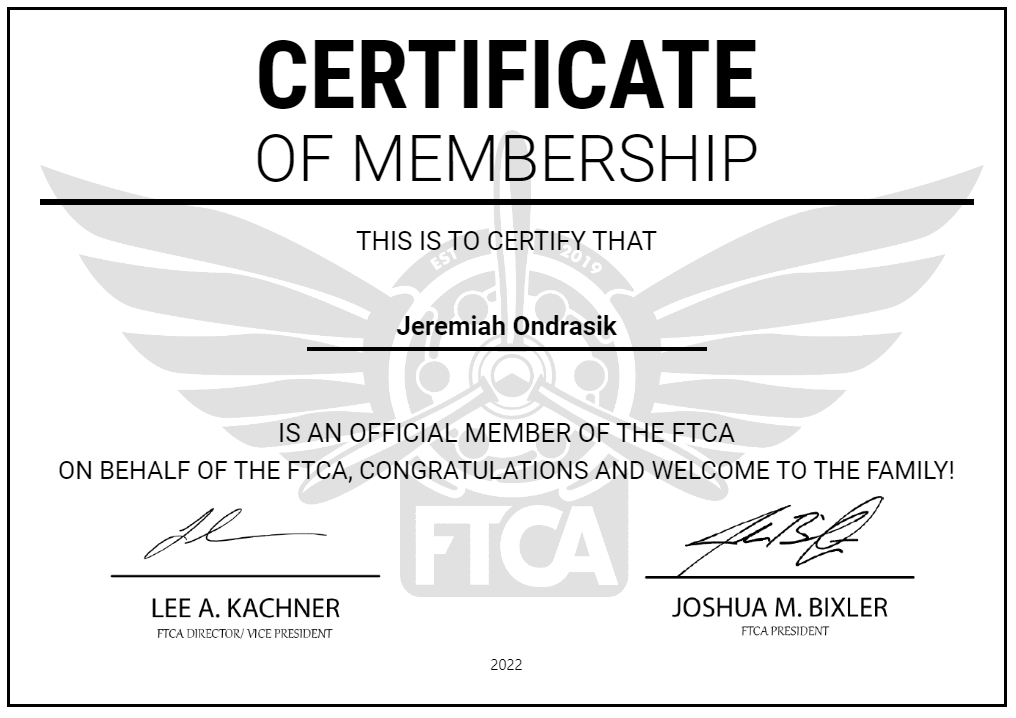 CERTIFICATE
OF MEMBERSHIP
THIS IS TO CERTIFY THAT
EST 2019
Jeremiah Ondrasik
IS AN OFFICIAL MEMBER OF THE FTCA
ON BEHALF OF THE FTCA, CONGRATULATIONS AND WELCOME TO THE FAMILY!
FTCA
LEE A. KACHNER
FTCA DIRECTOR/ VICE PRESIDENT
JOSHUA M. BIXLER
FTCA PRESIDENT
2022